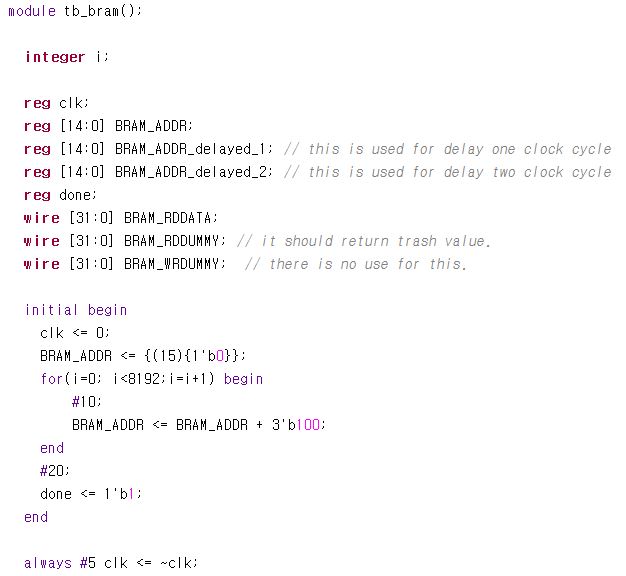 module tb_bram();
integer i;
reg clk;
reg [14:0] BRAM_ADDR;
reg [14:0] BRAM_ADDR_delayed_1; // this is used for delay one clock cycle
reg [14:0] BRAM_ADDR_delayed_2; // this is used for delay two clock cycle
reg done;
wire [31:0] BRAM_RDDATA;
wire [31:0] BRAM_RDDUMMY; // it should return trash value.
wire [31:0] BRAM_WRDUMMY; // there is no use for this.
initial begin
clk <= 0;
BRAM_ADDR <= {(15){1'b0}};
for(i=0; i<8192;i=i+1) begin
#10;
BRAM_ADDR <= BRAM_ADDR + 3'b100;
end
#20;
done <= 1'b1;
end
always #5 clk <= ~clk;